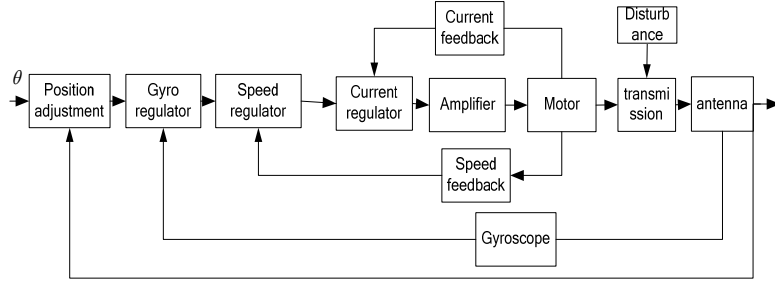 Current
feedback
Disturb
ance
θ
Position
adjustment
Gyro
regulator
Speed
regulator
Current
regulator
Amplifier
Motor
transmi
ssion
antenna
Speed
feedback
Gyroscope